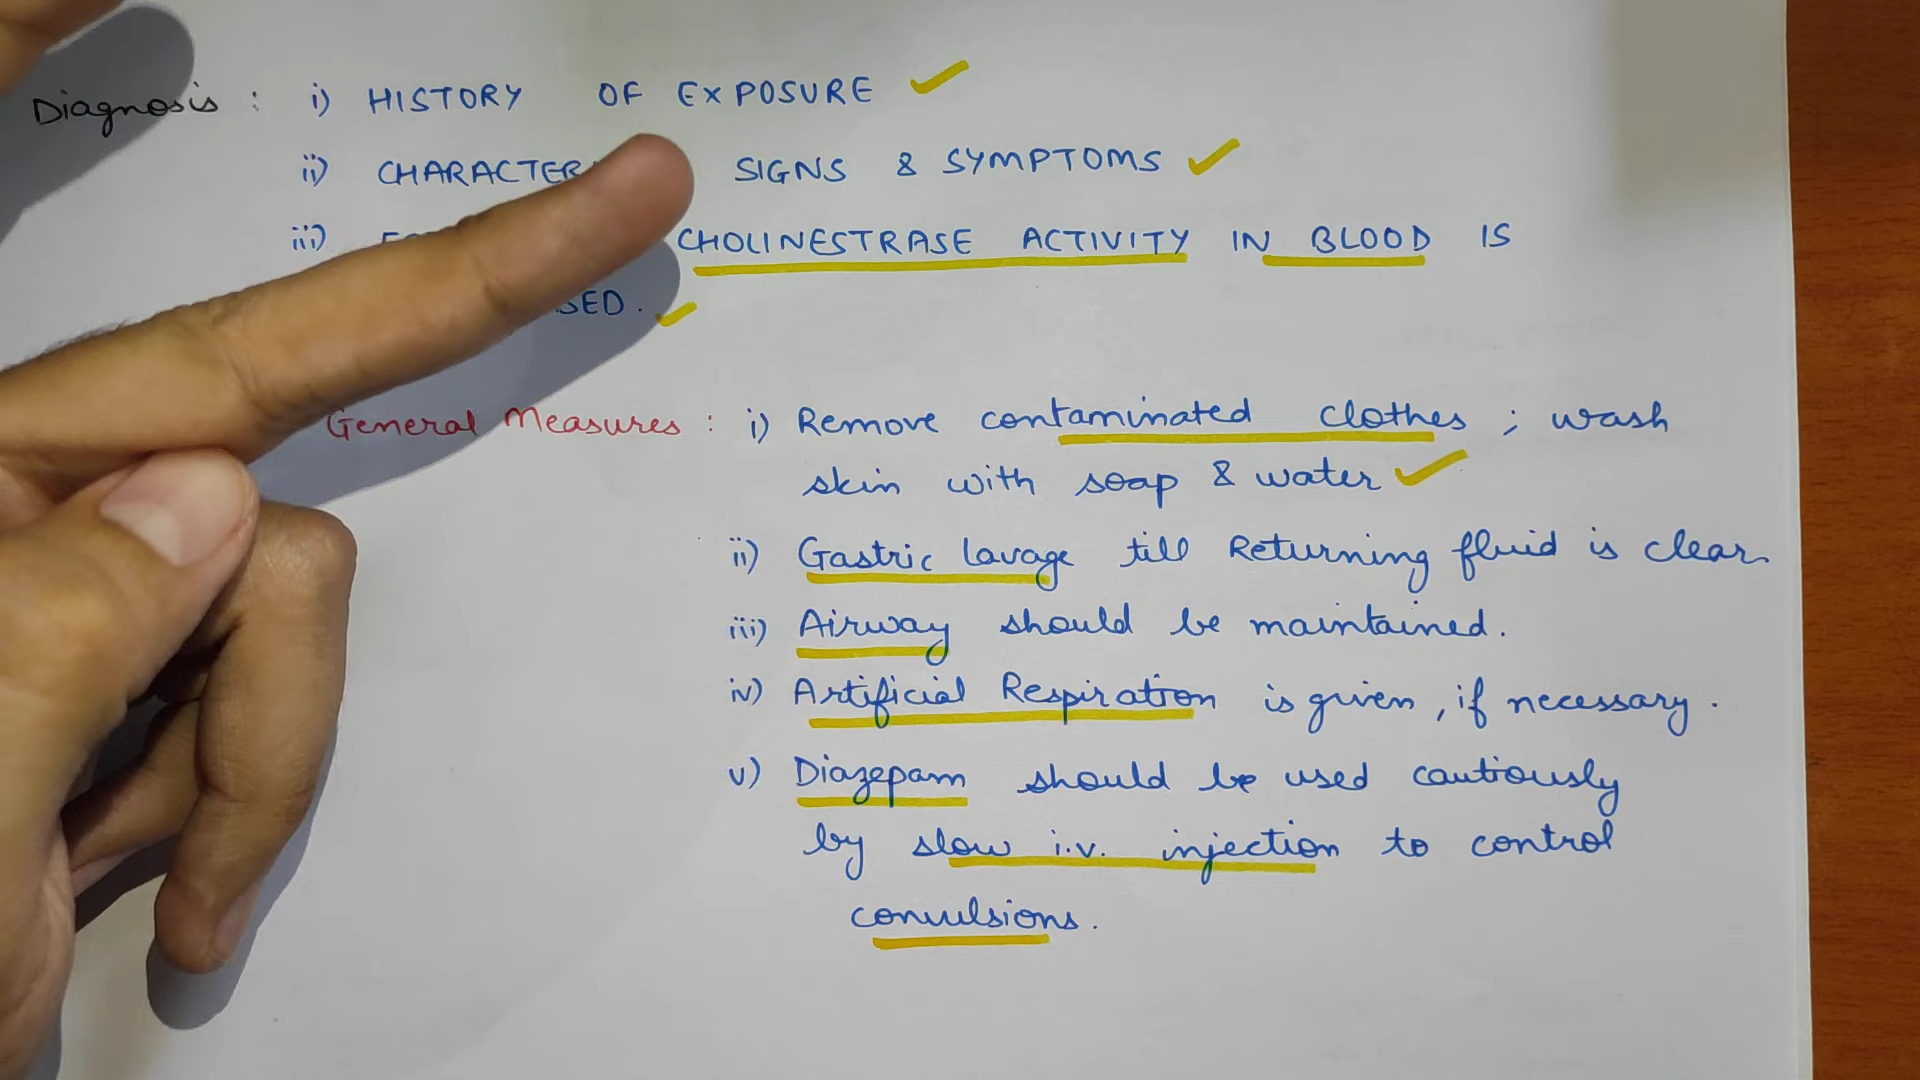 Diagnosis : i) HISTORY OF EXPOSURE
ii) SIGNS & SYMPTOMS
iii) CHOLINESTRASE ACTIVITY IN BLOOD IS
General Measures : i) Remove contaminated clothes ; wash
skin with soap & water
ii) Gastric lavage till Returning fluid is clear
iii) Airway should be maintained.
iv) Artificial Respiration is given, if necessary.
v) Diazepam should be used cautiously
by slow i.v. injection to control
convulsions.